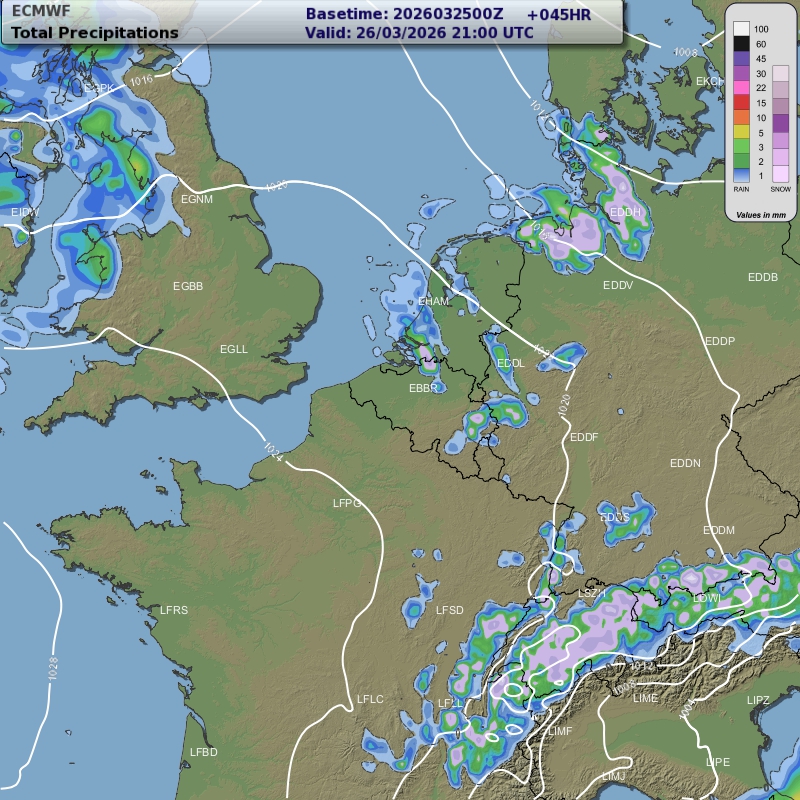 ECMWF
Basetime: 2026032500Z +045HR
Total Precipitations
Valid: 26/03/2026 21:00 UTC
100
60
45
30
22
15
10
5
3
2
1
RAIN
SNOW
Values in mm
1008
EGPK
1016
EKCH
1020
EGNM
EIDW
EDDH
EGBB
EDDV
EDDB
EHAM
EGLL
EDDP
EDDL
EBBR
1020
EDDF
1024
EDDN
LFPG
EDDS
EDDM
LSZH
LOWI
LFRS
LFSD
1028
LFLC
LFLL
LIME
LIPZ
LIMF
LFBD
LIPE
LIMJ